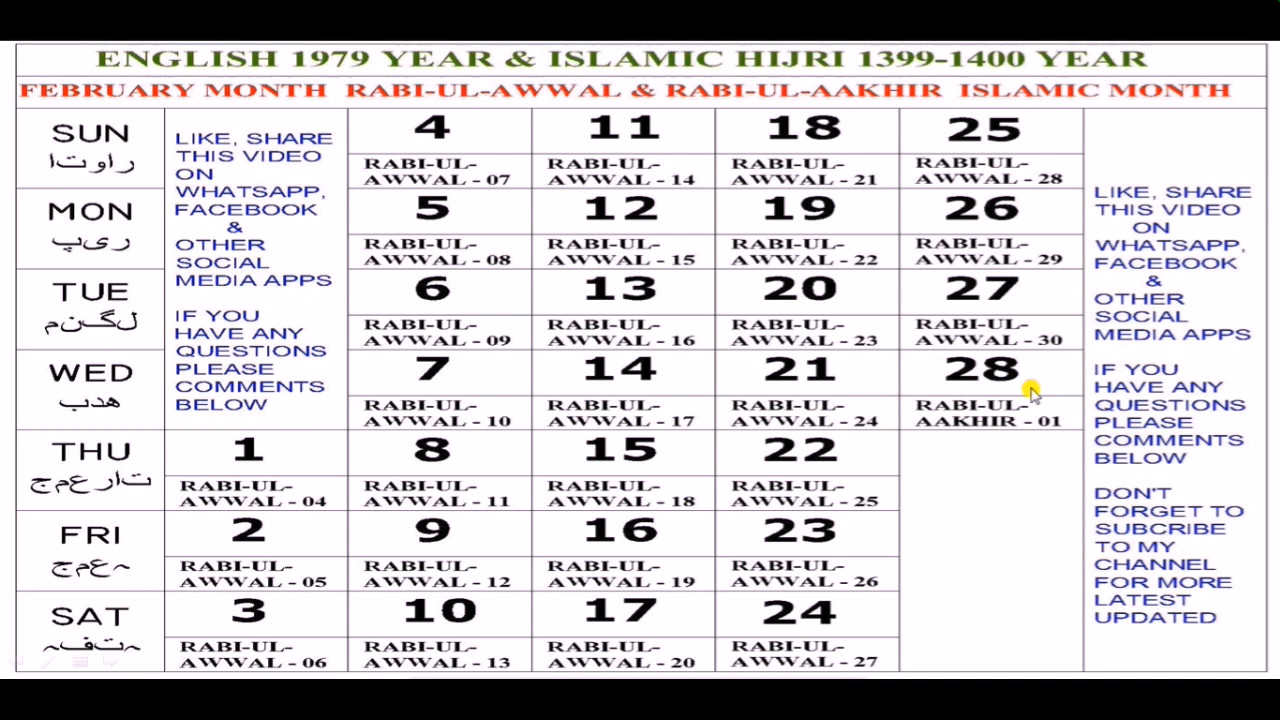 ENGLISH 1979 YEAR & ISLAMIC HIJRI 1399-1400 YEAR
FEBRUARY MONTH RABI-UL-AWWAL & RABI-UL-AAKHIR ISLAMIC MONTH
SUN
راوتا
MON
ریپ
TUE
لگنم
WED
هدب
THU
تارعمج
FRI
ہعمج
SAT
ہتفہ
LIKE, SHARE
THIS VIDEO
ON
WHATSAPP,
FACEBOOK
&
OTHER
SOCIAL
MEDIA APPS
IF YOU
HAVE ANY
QUESTIONS
PLEASE
COMMENTS
BELOW
1
RABI-UL-
AWWAL - 04
2
RABI-UL-
AWWAL - 05
3
RABI-UL-
AWWAL - 06
4
RABI-UL-
AWWAL - 07
5
RABI-UL-
AWWAL - 08
6
RABI-UL-
AWWAL - 09
7
RABI-UL-
AWWAL - 10
8
RABI-UL-
AWWAL - 11
9
RABI-UL-
AWWAL - 12
10
RABI-UL-
AWWAL - 13
11
RABI-UL-
AWWAL - 14
12
RABI-UL-
AWWAL - 15
13
RABI-UL-
AWWAL - 16
14
RABI-UL-
AWWAL - 17
15
RABI-UL-
AWWAL - 18
16
RABI-UL-
AWWAL - 19
17
RABI-UL-
AWWAL - 20
18
RABI-UL-
AWWAL - 21
19
RABI-UL-
AWWAL - 22
20
RABI-UL-
AWWAL - 23
21
RABI-UL-
AWWAL - 24
22
RABI-UL-
AWWAL - 25
23
RABI-UL-
AWWAL - 26
24
RABI-UL-
AWWAL - 27
25
RABI-UL-
AWWAL - 28
26
RABI-UL-
AWWAL - 29
27
RABI-UL-
AWWAL - 30
28
RABI-UL-
AAKHIR - 01
LIKE, SHARE
THIS VIDEO
ON
WHATSAPP,
FACEBOOK
&
OTHER
SOCIAL
MEDIA APPS
IF YOU
HAVE ANY
QUESTIONS
PLEASE
COMMENTS
BELOW
DON'T
FORGET TO
SUBCRIBE
TO MY
CHANNEL
FOR MORE
LATEST
UPDATED